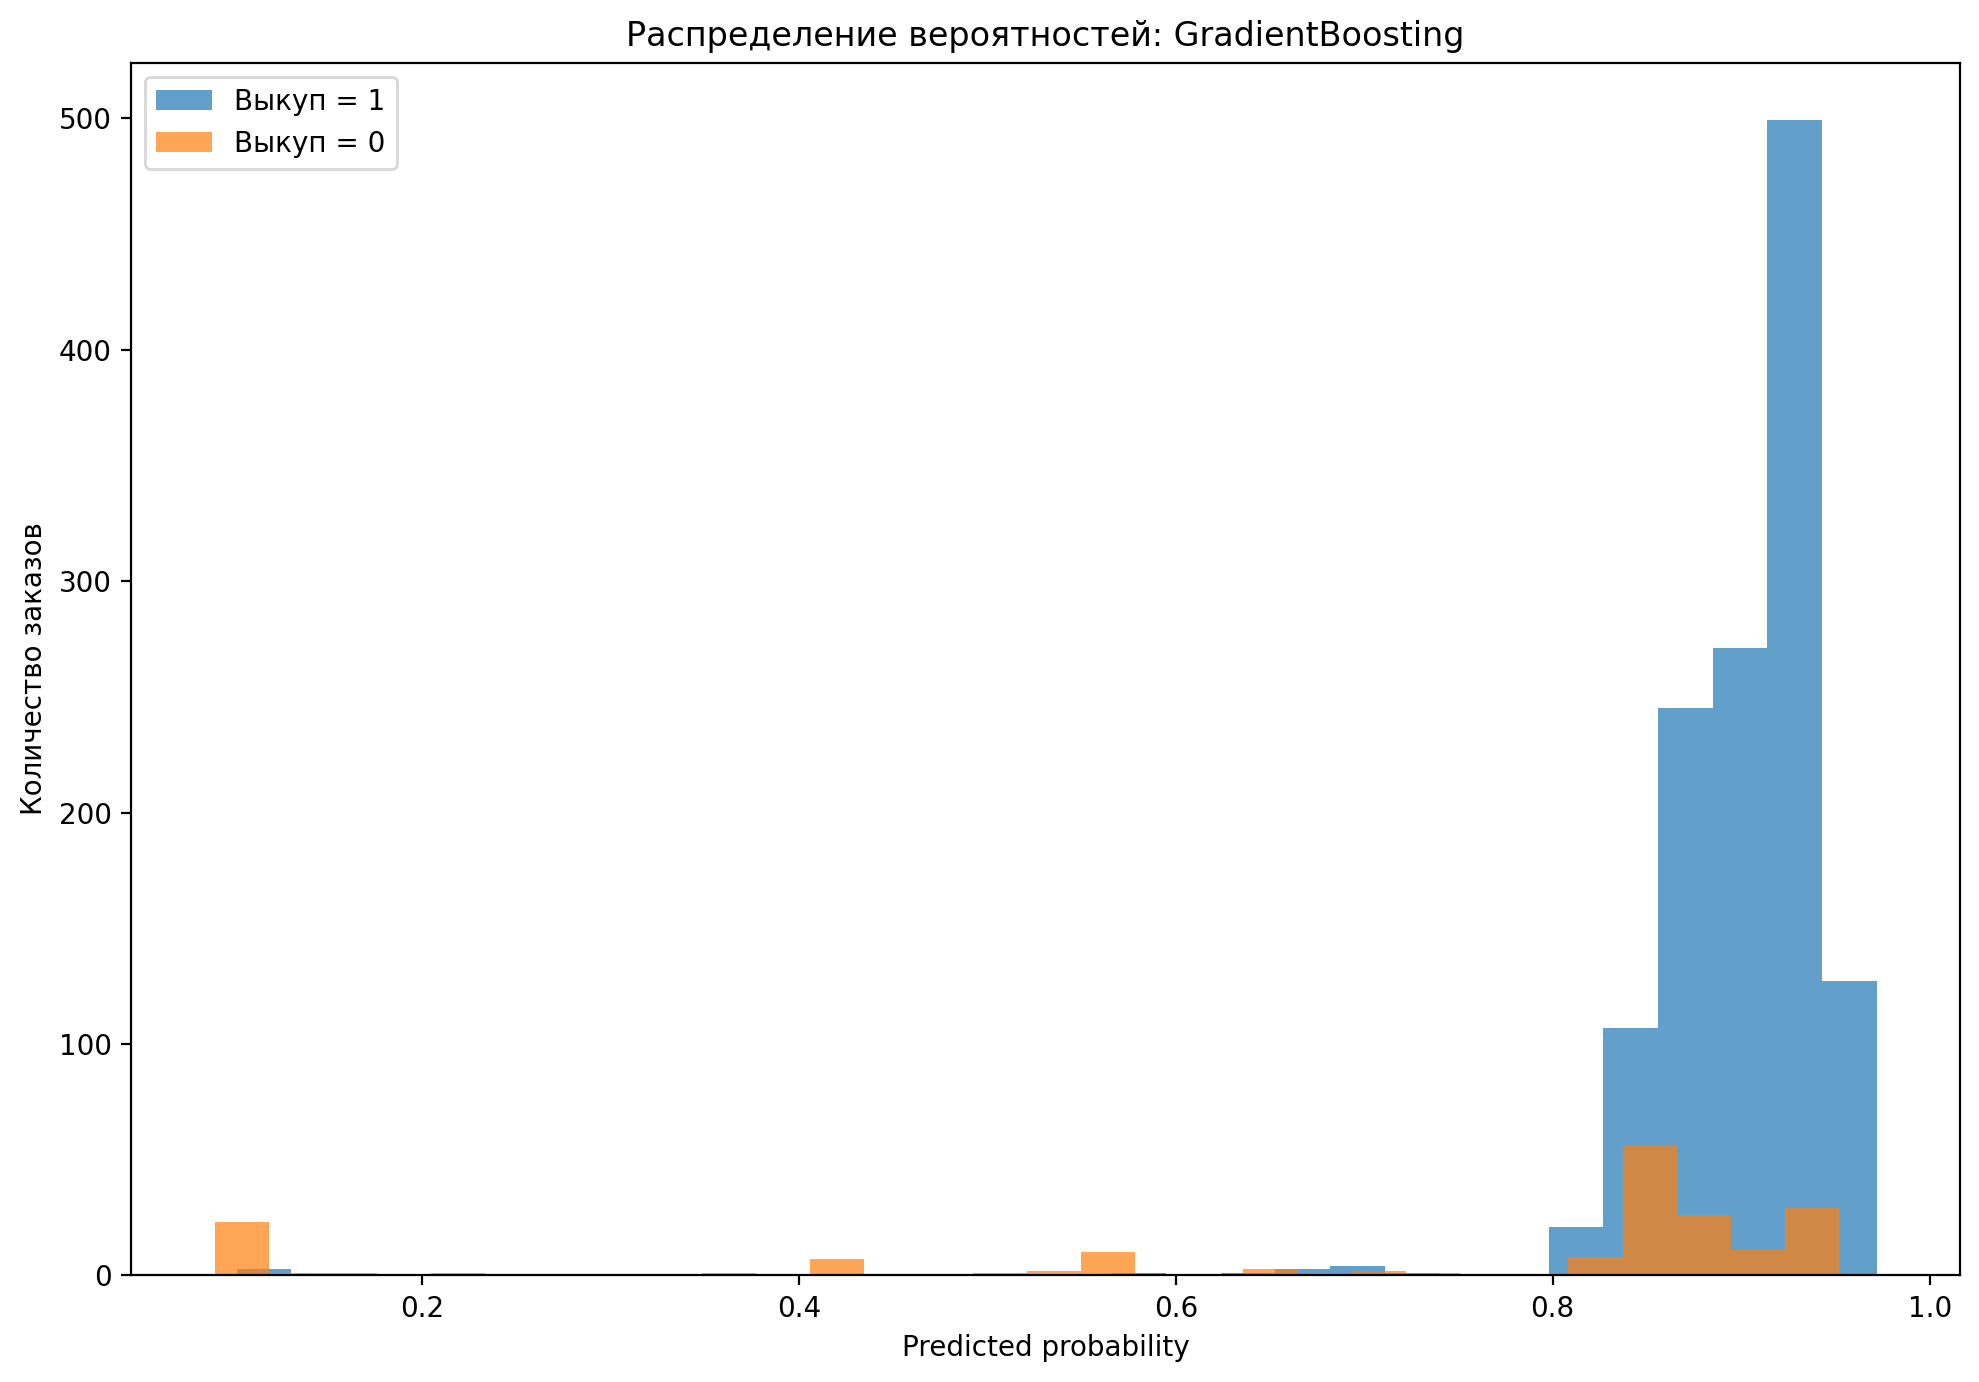 Распределение вероятностей: GradientBoosting
Выкуп = 1
Выкуп = 0
500
400
300
200
100
0
Количество заказов
0.2
0.4
0.6
0.8
1.0
Predicted probability